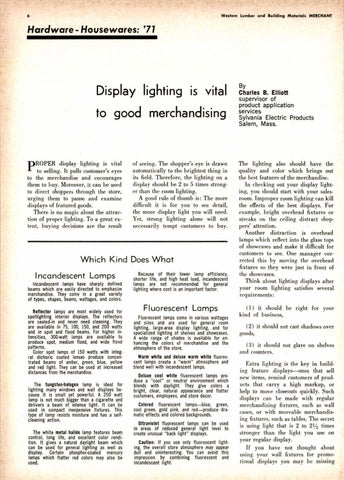 6
Western Lumber and Building Materials MERCHANT
Hardware - Housewares: '71
Display lighting is vital
to good merchandising
By
Charles B. Elliott
supervisor of
product application
services
Sylvania Electric Products
Salem, Mass.
PROPER display lighting is vital
to selling. It pulls customer's eyes
to the merchandise and encourages
them to buy. Moreover, it can be used
to direct shoppers through the store,
urging them to pause and examine
displays of featured goods.
There is no magic about the attrac-
tion of proper lighting. To a great ex-
tent, buying decisions are the result
of seeing. The shopper's eye is drawn
automatically to the brightest thing in
its field. Therefore, the lighting on a
display should be 2 to 5 times strong-
er than the room lighting.
A good rule of thumb is: The more
difficult it is for you to see detail,
the more display light you will need.
Yet, strong lighting alone will not
necessarily tempt customers to buy.
The lighting also should have the
quality and color which brings out
the best features of the merchandise.
In checking out your display light-
ing, you should start with your sales-
room. Improper room lighting can kill
the effects of the best displays. For
example, bright overhead fixtures or
streaks on the ceiling distract shop-
pers' attention.
Another distraction is overhead
lamps which reflect into the glass tops
of showcases and make it difficult for
customers to see. One manager cor-
rected this by moving the overhead
fixtures so they were just in front of
the showcases.
Think about lighting displays after
your room lighting satisfies several
requirements:
(1) it should be right for your
kind of business,
(2) it should not cast shadows over
goods,
(3) it should not glare on shelves
and counters.
Extra lighting is the key in build-
ing feature displays—ones that sell
new items, remind customers of prod-
ucts that carry a high markup, or
help to move closeouts quickly. Such
displays can be made with regular
merchandising fixtures, such as wall
cases, or with moveable merchandis-
ing fixtures, such as tables. The secret
is using light that is 2 to 2½ times
stronger than the light you use on
your regular display.
If you have not thought about
using your wall fixtures for promo-
tional displays you may be missing
Which Kind Does What
Incandescent Lamps
Incandescent lamps have sharply defined
beams which are easily directed to emphasize
merchandise. They come in a great variety
of types, shapes, beams, wattages, and colors.
Reflector lamps are most widely used for
spotlighting interior displays. The reflectors
are sealed-in and never need cleaning. They
are available in 75, 100, 150, and 200 watts
and in spot and flood beams. For higher in-
tensities, 300-watt lamps are available to
produce spot, medium flood, and wide flood
patterns.
Color spot lamps of 150 watts with integ-
ral dichroic coated lenses produce concen-
trated beams of amber, green, blue, yellow
and red light. They can be used at increased
distances from the merchandise.
The tungsten-halogen lamp is ideal for
lighting many windows and wall displays be-
cause it is small yet powerful. A 250 watt
lamp is not much bigger than a cigarette and
delivers a beam of intense light. It can be
used in compact inexpensive fixtures. This
type of lamp resists moisture and has a self-
cleaning action.
The white metal halide lamp features beam
control, long life, and excellent color rendi-
tion. It gives a natural daylight beam which
can be used for general lighting as well as
display. Certain phosphor-coated mercury
lamps which flatter red colors may also be
used.
Because of their lower lamp efficiency,
shorter life, and high heat load, incandescent
lamps are not recommended for general
lighting where cost is an important factor.
Fluorescent Lamps
Fluorescent lamps come in various wattages
and sizes and are used for general room
lighting, large-area display lighting, and for
specialized lighting of shelves and showcases.
A wide range of shades is available for en-
hancing the colors of merchandise and the
atmosphere of the store.
Warm white and deluxe warm white fluores-
cent lamps create a "warm" atmosphere and
blend well with incandescent lamps.
Deluxe cool white fluorescent lamps pro-
duce a "cool" or neutral environment which
blends with daylight. They give colors a
bright, clear, natural appearance and flatter
customers, employees, and store decor.
Colored fluorescent lamps—blue, green,
cool green, gold pink, and red—produce dra-
matic effects and colored backgrounds.
Ultraviolet fluorescent lamps can be used
in areas of reduced general light level to
create unusual "black light" displays.
Caution. If you use only fluorescent light-
ing, the overall store atmosphere may appear
dull and uninteresting. You can avoid this
impression by combining fluorescent and
incandescent light.